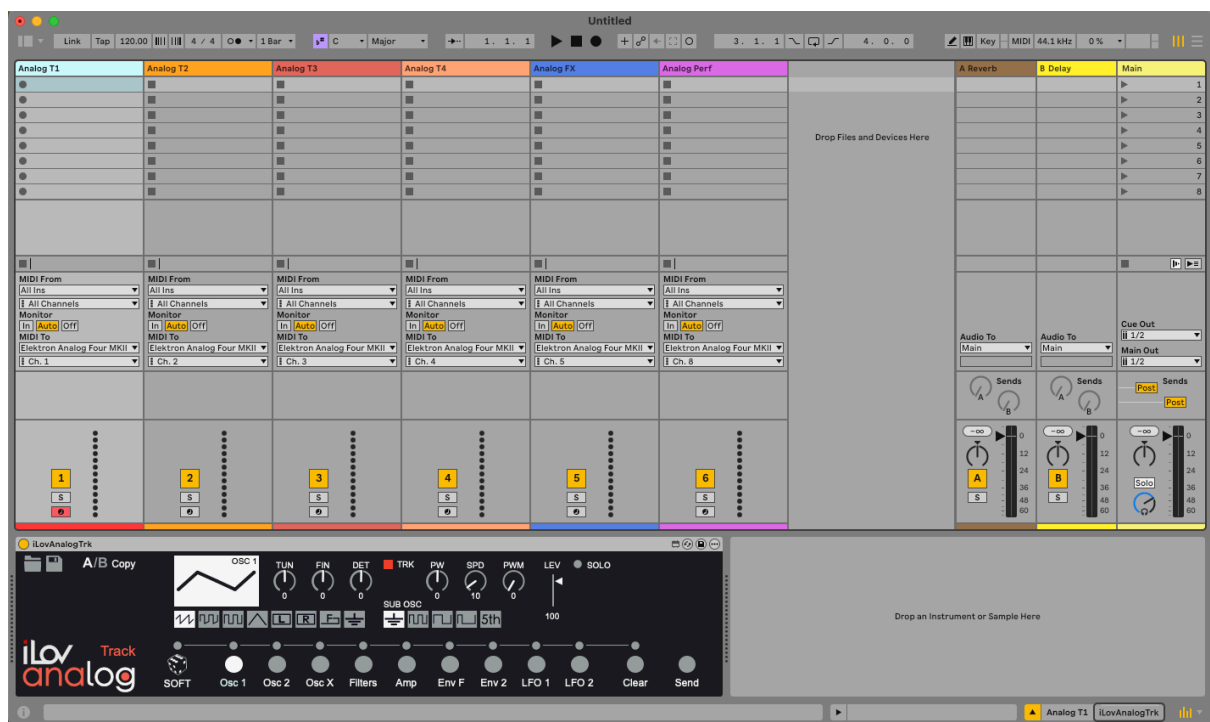 Untitled
Link Tap 120.00 4 / 4 1 Bar C Major 1. 1. 1 3. 1. 1 4. 0. 0 Key MIDI 44.1 kHz 0 %
Analog T1 Analog T2 Analog T3 Analog T4 Analog FX Analog Perf A Reverb B Delay Main
1
2
3
Drop Files and Devices Here 4
5
6
7
8
MIDI From MIDI From MIDI From MIDI From MIDI From MIDI From
All Ins All Ins All Ins All Ins All Ins All Ins
All Channels All Channels All Channels All Channels All Channels All Channels
Monitor Monitor Monitor Monitor Monitor Monitor
In Auto Off In Auto Off In Auto Off In Auto Off In Auto Off In Auto Off Cue Out
MIDI To MIDI To MIDI To MIDI To MIDI To MIDI To Audio To Audio To 1/2
Elektron Analog Four MKII Elektron Analog Four MKII Elektron Analog Four MKII Elektron Analog Four MKII Elektron Analog Four MKII Elektron Analog Four MKII Main Main Main Out
Ch. 1 Ch. 2 Ch. 3 Ch. 4 Ch. 5 Ch. 8 1/2
Sends Sends Sends
A A Post
B B Post
-∞ 0 -∞ 0 -∞ 0
12 12 12
24 24 24
1 2 3 4 5 6 A B Solo
36 36 36
S S S S S S S S
48 48 48
60 60 60
iLovAnalogTrk
A/B Copy OSC 1 TUN FIN DET TRK PW SPD PWM LEV SOLO
0 0 0 0 10 0
SUB OSC
L R 5th 100
Drop an Instrument or Sample Here
iLov Track
analog
SOFT Osc 1 Osc 2 Osc X Filters Amp Env F Env 2 LFO 1 LFO 2 Clear Send
Analog T1 iLovAnalogTrk